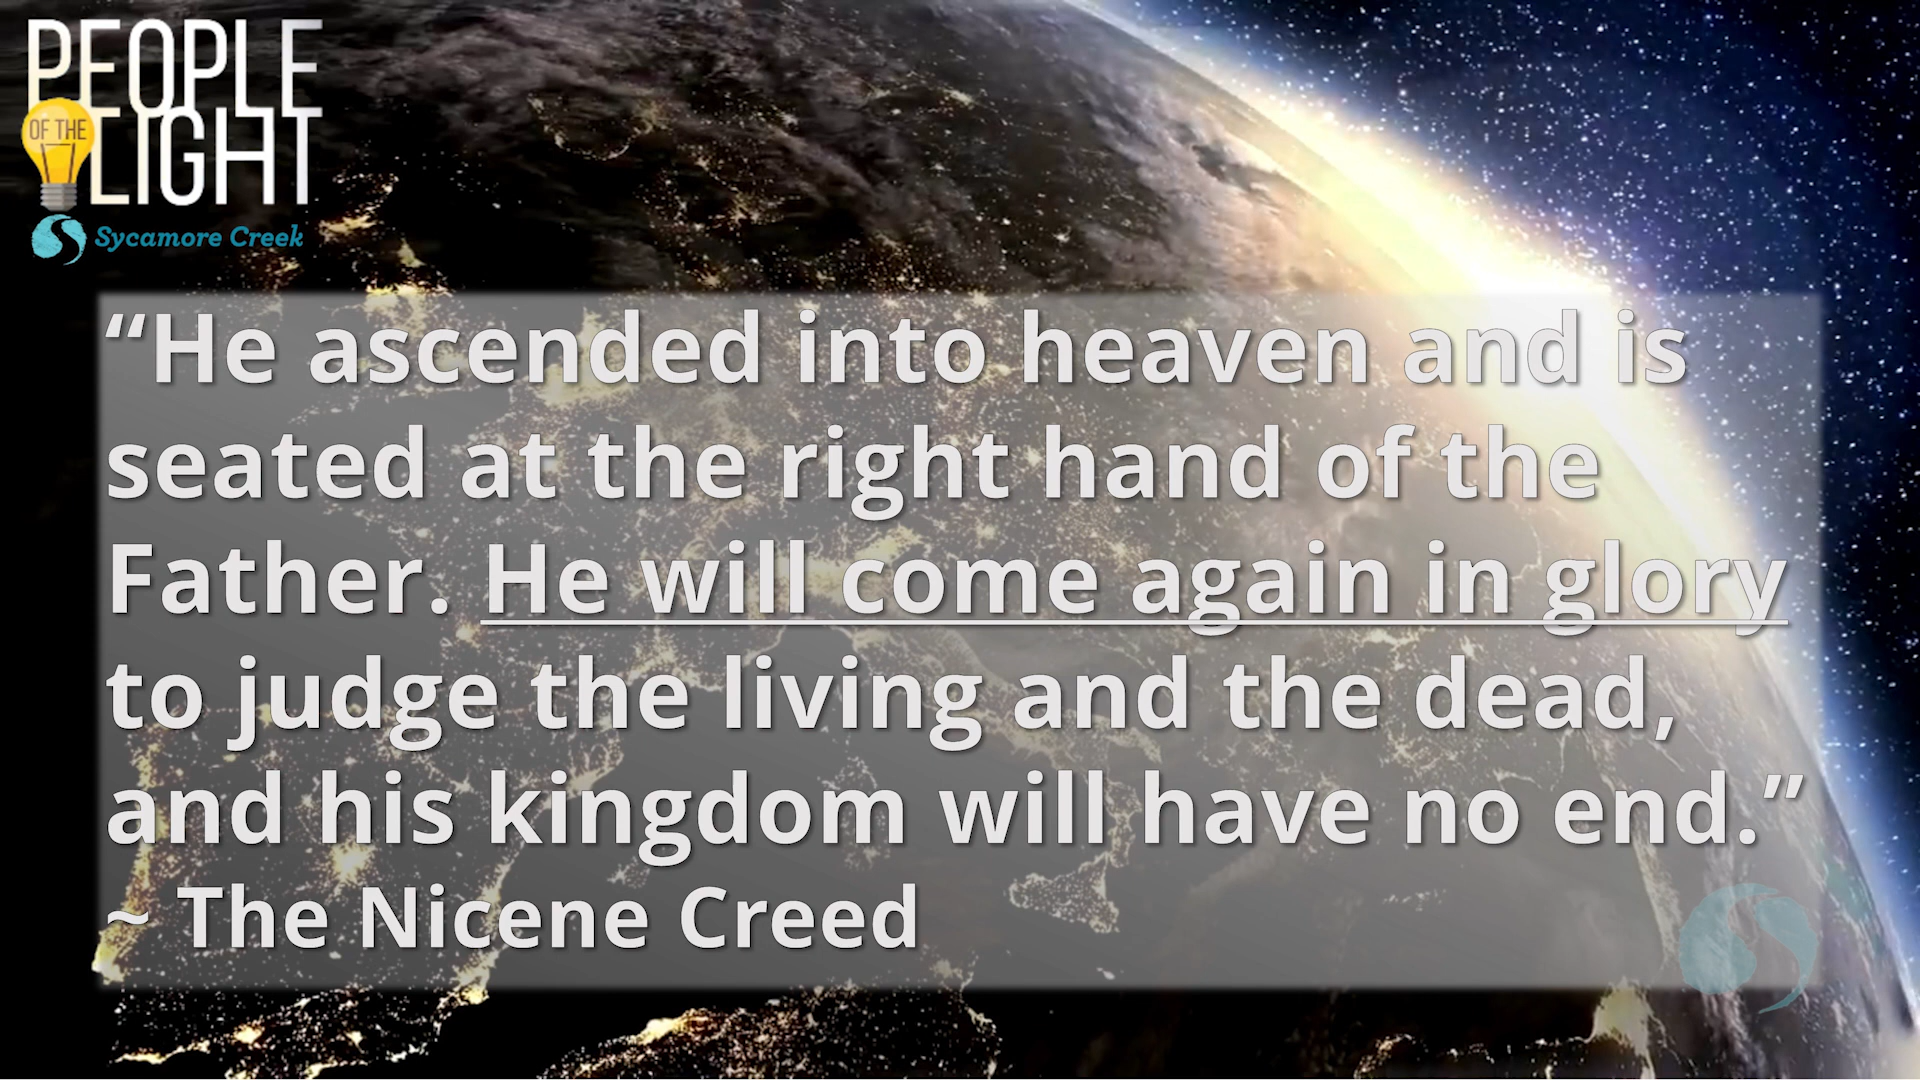 PEOPLE
OF THE
LIGHT
Sycamore Creek
“He ascended into heaven and is
seated at the right hand of the
Father. He will come again in glory
to judge the living and the dead,
and his kingdom will have no end.”
~ The Nicene Creed